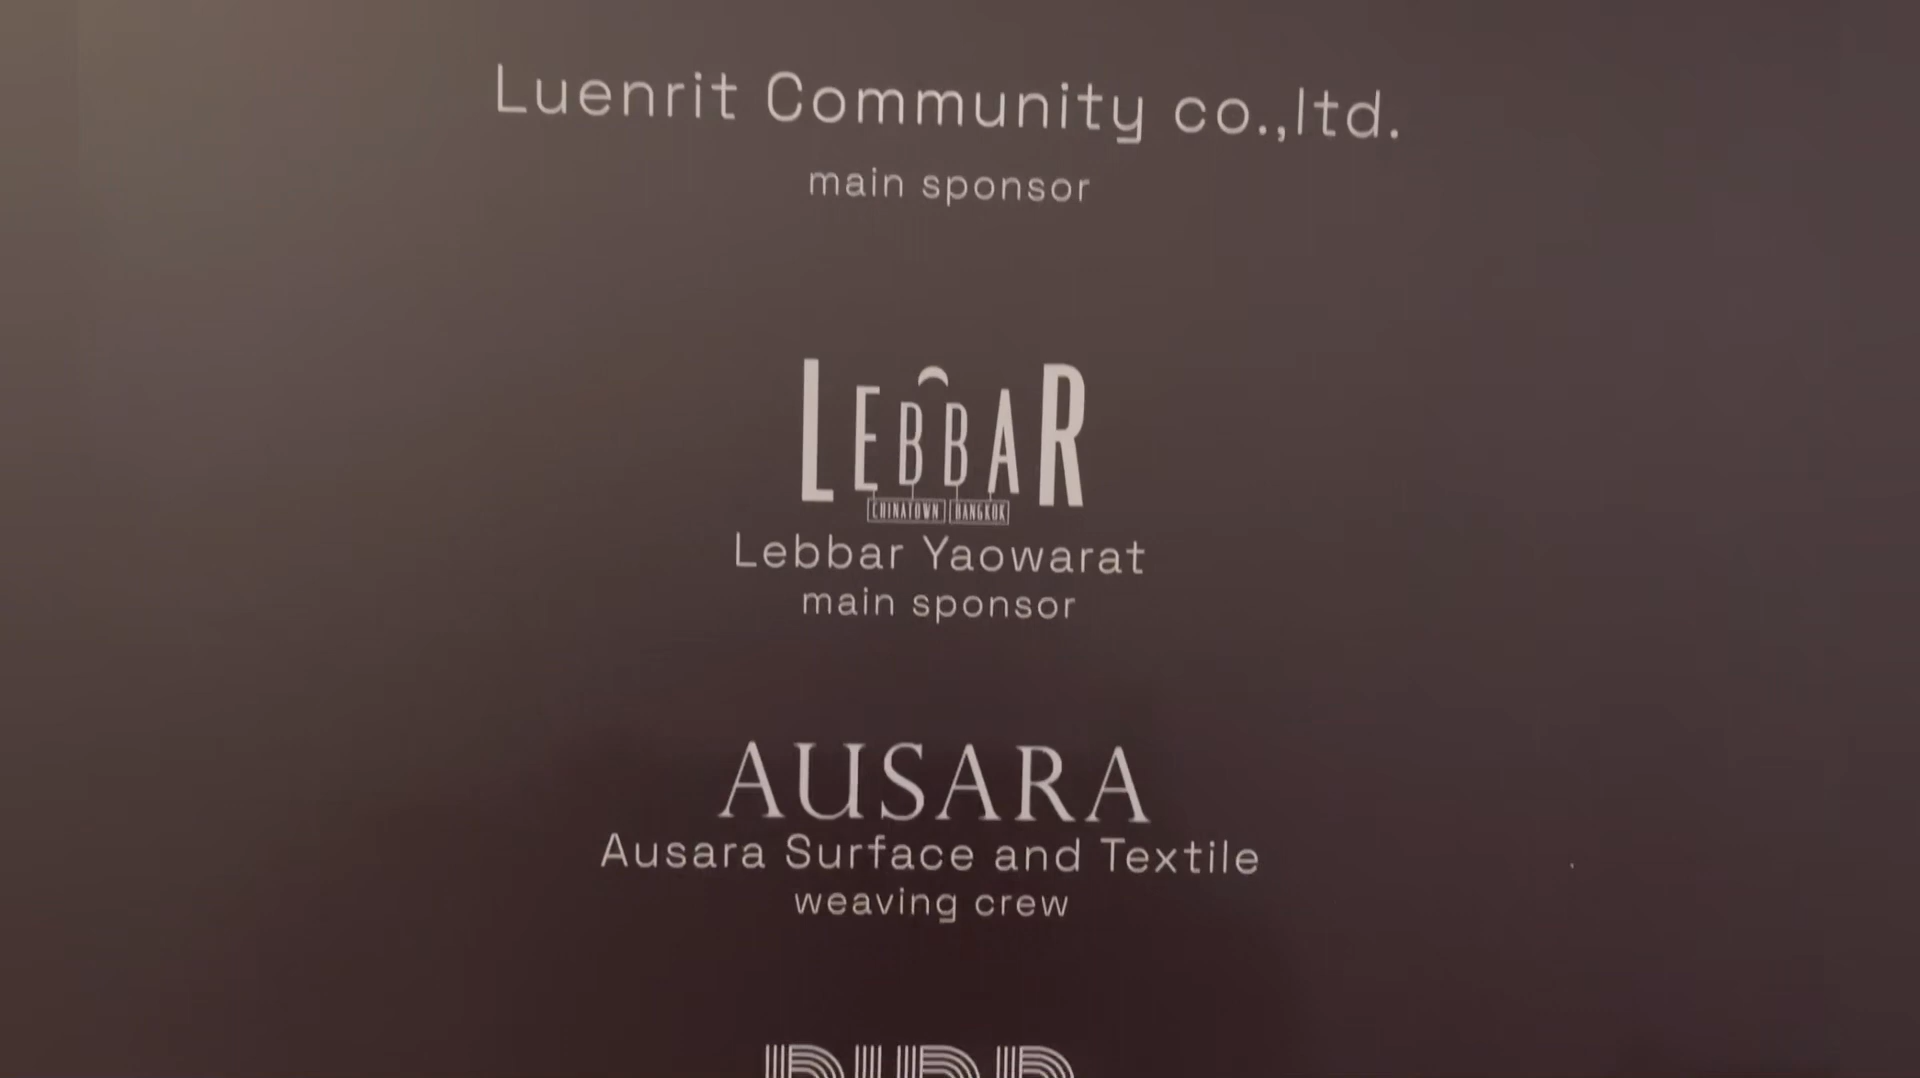 Luenrit Community co.,ltd.
main sponsor
LEBBAR
CHINATOWN BANGKOK
Lebbar Yaowarat
main sponsor
AUSARA
Ausara Surface and Textile
weaving crew